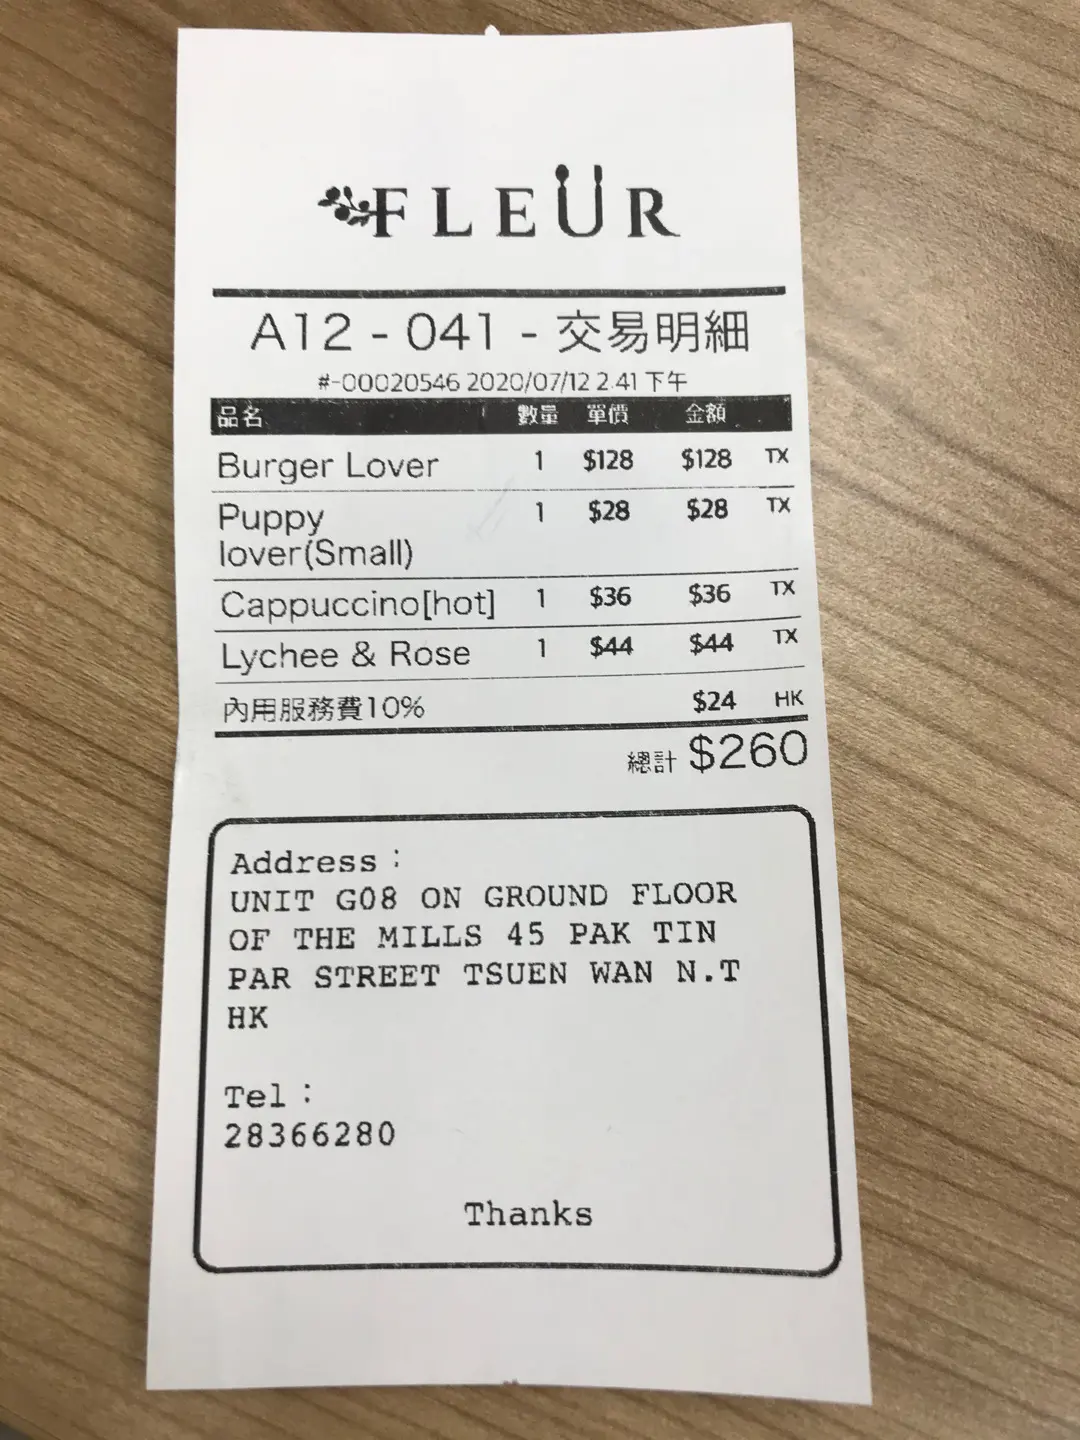 FLEUR
A12 - 041 - 交易明細
#-00020546 2020/07/12 2:41 下午
品名 數量 單價 金額
Burger Lover 1 $128 $128 TX
Puppy 1 $28 $28 TX
lover(Small)
Cappuccino[hot] 1 $36 $36 TX
Lychee & Rose 1 $44 $44 TX
內用服務費10% $24 HK
總計 $260
Address：
UNIT G08 ON GROUND FLOOR
OF THE MILLS 45 PAK TIN
PAR STREET TSUEN WAN N.T
HK
Tel：
28366280
Thanks